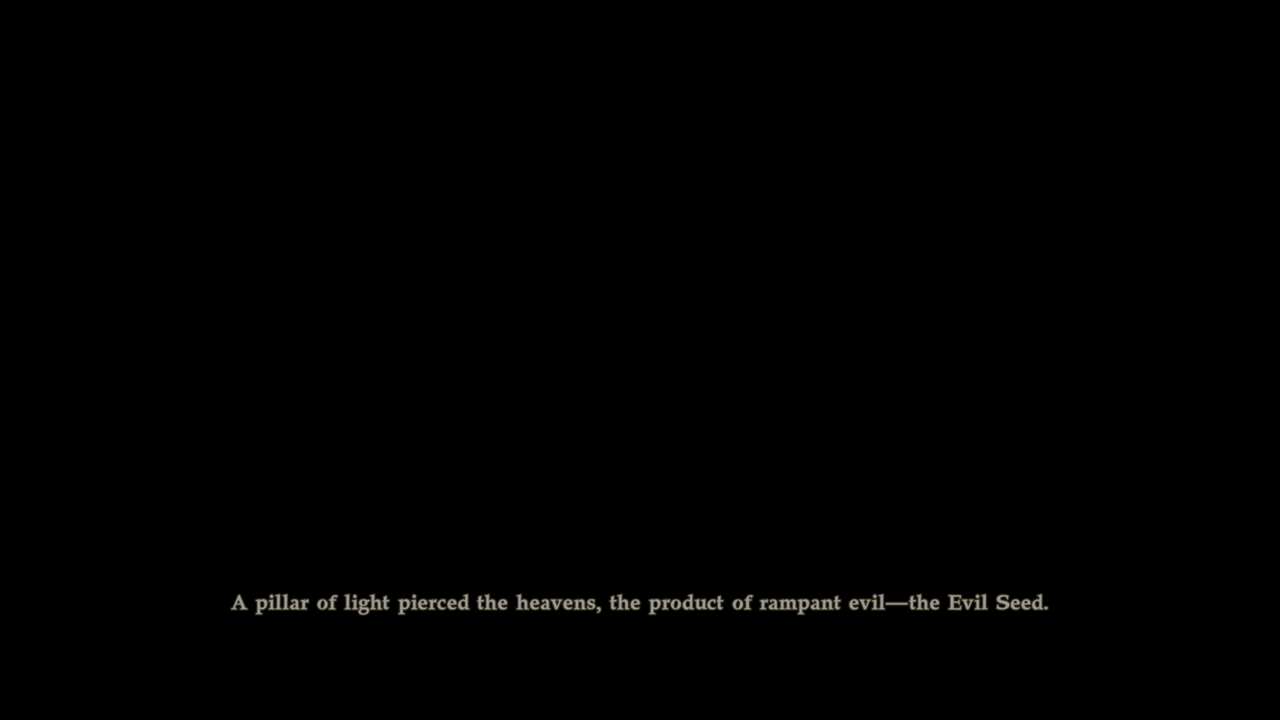 A pillar of light pierced the heavens, the product of rampant evil—the Evil Seed.